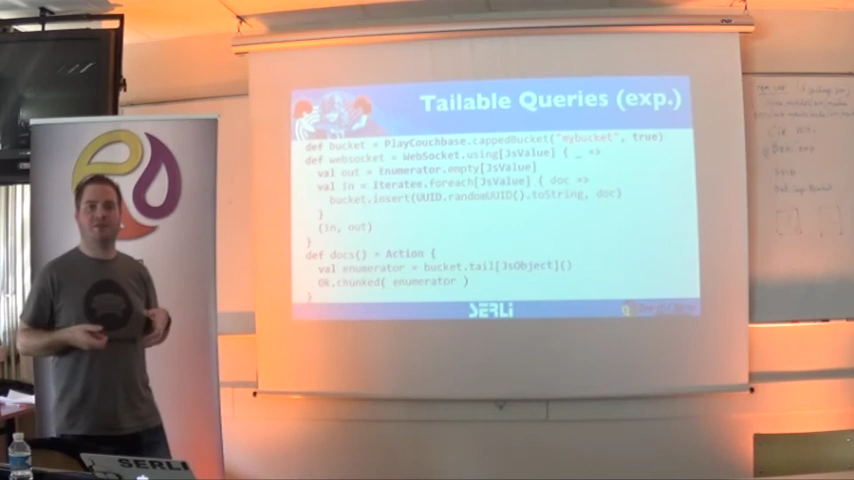 Tailable Queries (exp.)
def bucket = PlayCouchbase.cappedBucket("mybucket", true)
def websocket = WebSocket.using[JsValue] { _ =>
val out = Enumerator.empty[JsValue]
val in = Iteratee.foreach[JsValue] { doc =>
bucket.insert(UUID.randomUUID().toString, doc)
}
(in, out)
}
def docs() = Action {
val enumerator = bucket.tail[JsObject]()
Ok.chunked( enumerator )
}
SERLI
SERLI